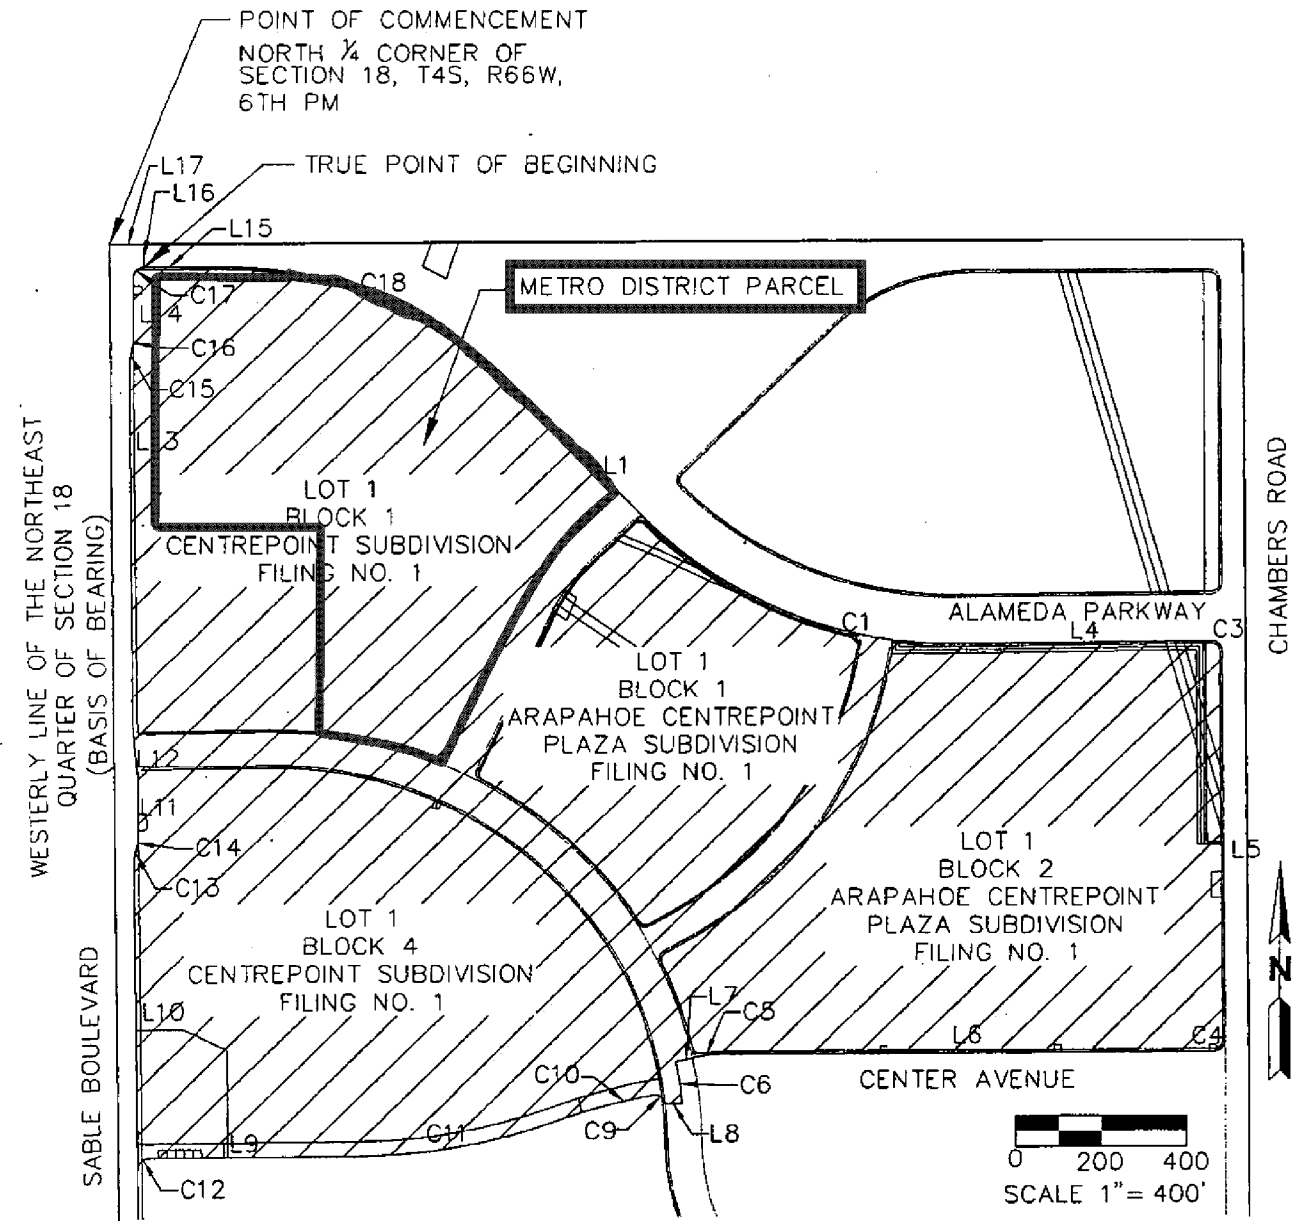 POINT OF COMMENCEMENT
NORTH ¼ CORNER OF
SECTION 18, T4S, R66W,
6TH PM
L17
TRUE POINT OF BEGINNING
L16
L15
C18
METRO DISTRICT PARCEL
C17
C16
C15
L13
L1
LOT 1
BLOCK 1
CENTREPOINT SUBDIVISION
FILING NO. 1
WESTERLY LINE OF THE NORTHEAST
QUARTER OF SECTION 18
(BASIS OF BEARING)
CHAMBERS ROAD
ALAMEDA PARKWAY
C1
L4
C3
LOT 1
BLOCK 1
ARAPAHOE CENTREPOINT
PLAZA SUBDIVISION
FILING NO. 1
L12
L11
C14
C13
L5
LOT 1
BLOCK 2
ARAPAHOE CENTREPOINT
PLAZA SUBDIVISION
FILING NO. 1
LOT 1
BLOCK 4
CENTREPOINT SUBDIVISION
FILING NO. 1
N
SABLE BOULEVARD
L10
L7
C5
L6
C4
C10
C6
CENTER AVENUE
C11
C9
L8
L9
C12
0 200 400
SCALE 1"= 400'